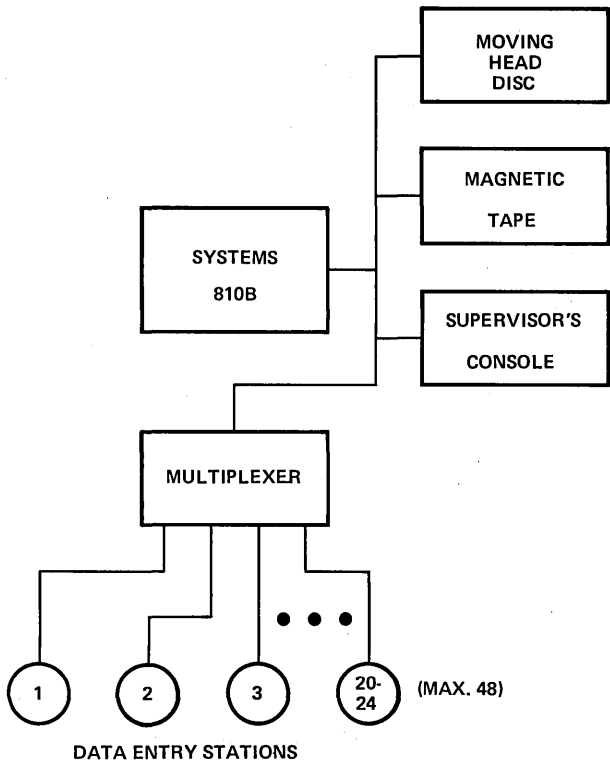 MOVING
HEAD
DISC
MAGNETIC
TAPE
SYSTEMS
810B
SUPERVISOR'S
CONSOLE
MULTIPLEXER
1
2
3
20-
24
(MAX. 48)
DATA ENTRY STATIONS